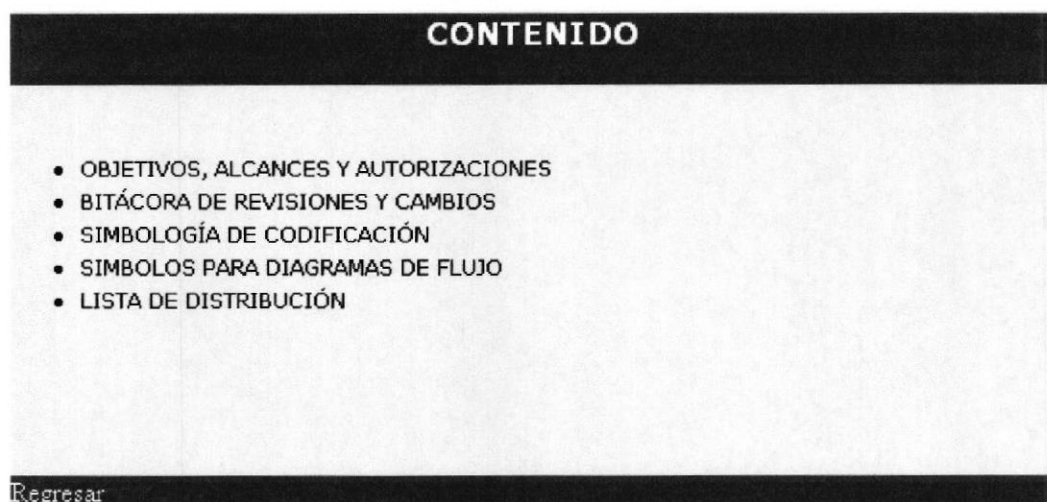 CONTENIDO
• OBJETIVOS, ALCANCES Y AUTORIZACIONES
• BITÁCORA DE REVISIONES Y CAMBIOS
• SIMBOLOGÍA DE CODIFICACIÓN
• SIMBOLOS PARA DIAGRAMAS DE FLUJO
• LISTA DE DISTRIBUCIÓN
Regresar